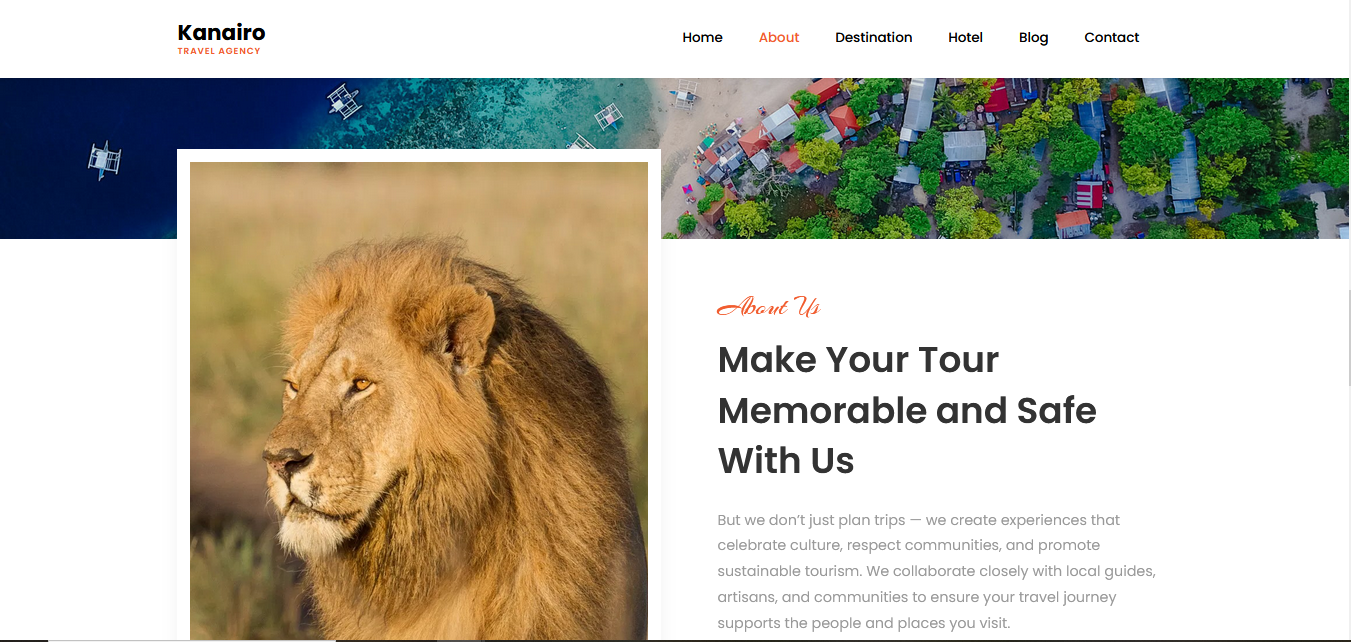 Kanairo
TRAVEL AGENCY
Home About Destination Hotel Blog Contact
About Us
Make Your Tour
Memorable and Safe
With Us
But we don’t just plan trips — we create experiences that
celebrate culture, respect communities, and promote
sustainable tourism. We collaborate closely with local guides,
artisans, and communities to ensure your travel journey
supports the people and places you visit.